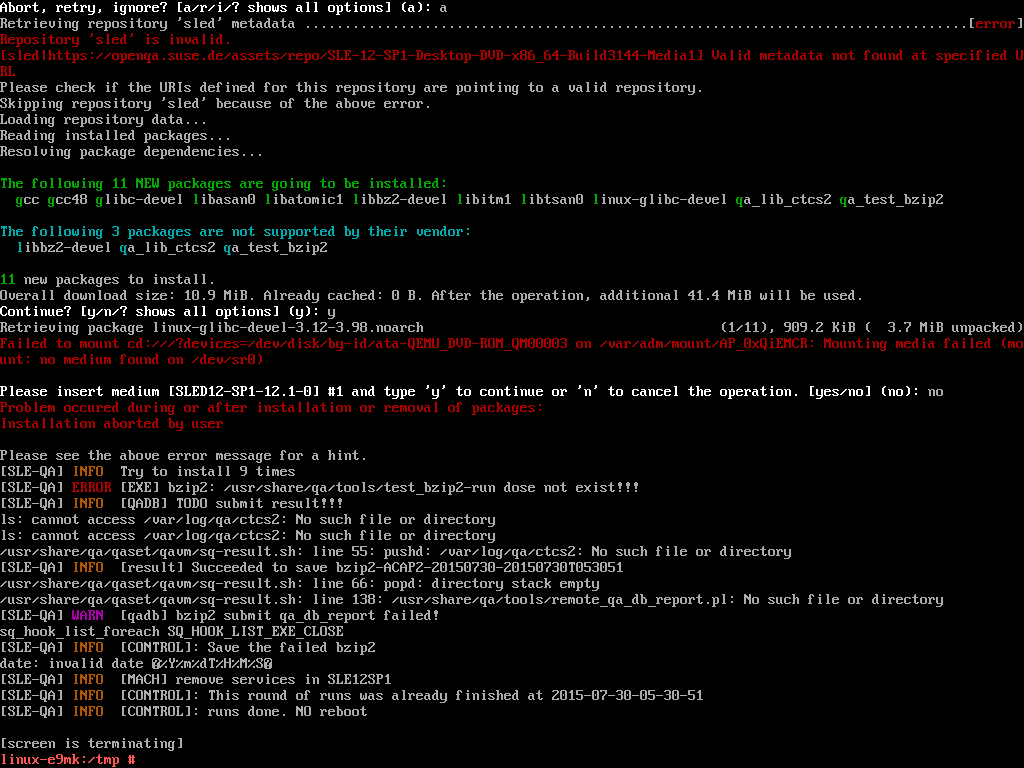 Abort, retry, ignore? [a/r/i/? shows all options] (a): a
Retrieving repository 'sled' metadata ................................................................................[error]
Repository 'sled' is invalid.
[sled|https://openqa.suse.de/assets/repo/SLE-12-SP1-Desktop-DVD-x86_64-Build3144-Media1] Valid metadata not found at specified U
RL
Please check if the URIs defined for this repository are pointing to a valid repository.
Skipping repository 'sled' because of the above error.
Loading repository data...
Reading installed packages...
Resolving package dependencies...
The following 11 NEW packages are going to be installed:
gcc gcc48 glibc-devel libasan0 libatomic1 libbz2-devel libitm1 libtsan0 linux-glibc-devel qa_lib_ctcs2 qa_test_bzip2
The following 3 packages are not supported by their vendor:
libbz2-devel qa_lib_ctcs2 qa_test_bzip2
11 new packages to install.
Overall download size: 10.9 MiB. Already cached: 0 B. After the operation, additional 41.4 MiB will be used.
Continue? [y/n/? shows all options] (y): y
Retrieving package linux-glibc-devel-3.12-3.98.noarch (1/11), 909.2 KiB ( 3.7 MiB unpacked)
Failed to mount cd:///?devices=/dev/disk/by-id/ata-QEMU_DVD-ROM_QM00003 on /var/adm/mount/AP_0xQiEMCR: Mounting media failed (mo
unt: no medium found on /dev/sr0)
Please insert medium [SLED12-SP1-12.1-0] #1 and type 'y' to continue or 'n' to cancel the operation. [yes/no] (no): no
Problem occured during or after installation or removal of packages:
Installation aborted by user
Please see the above error message for a hint.
[SLE-QA] INFO Try to install 9 times
[SLE-QA] ERROR [EXE] bzip2: /usr/share/qa/tools/test_bzip2-run dose not exist!!!
[SLE-QA] INFO [QADB] TODO submit result!!!
ls: cannot access /var/log/qa/ctcs2: No such file or directory
ls: cannot access /var/log/qa/ctcs2: No such file or directory
/usr/share/qa/qaset/qavm/sq-result.sh: line 55: pushd: /var/log/qa/ctcs2: No such file or directory
[SLE-QA] INFO [result] Succeeded to save bzip2-ACAP2-20150730-20150730T053051
/usr/share/qa/qaset/qavm/sq-result.sh: line 66: popd: directory stack empty
/usr/share/qa/qaset/qavm/sq-result.sh: line 138: /usr/share/qa/tools/remote_qa_db_report.pl: No such file or directory
[SLE-QA] WARN [qadb] bzip2 submit qa_db_report failed!
sq_hook_list_foreach SQ_HOOK_LIST_EXE_CLOSE
[SLE-QA] INFO [CONTROL]: Save the failed bzip2
date: invalid date �%Y%m%dT%H%M%S�
[SLE-QA] INFO [MACH] remove services in SLE12SP1
[SLE-QA] INFO [CONTROL]: This round of runs was already finished at 2015-07-30-05-30-51
[SLE-QA] INFO [CONTROL]: runs done. NO reboot
[screen is terminating]
linux-e9mk:/tmp #